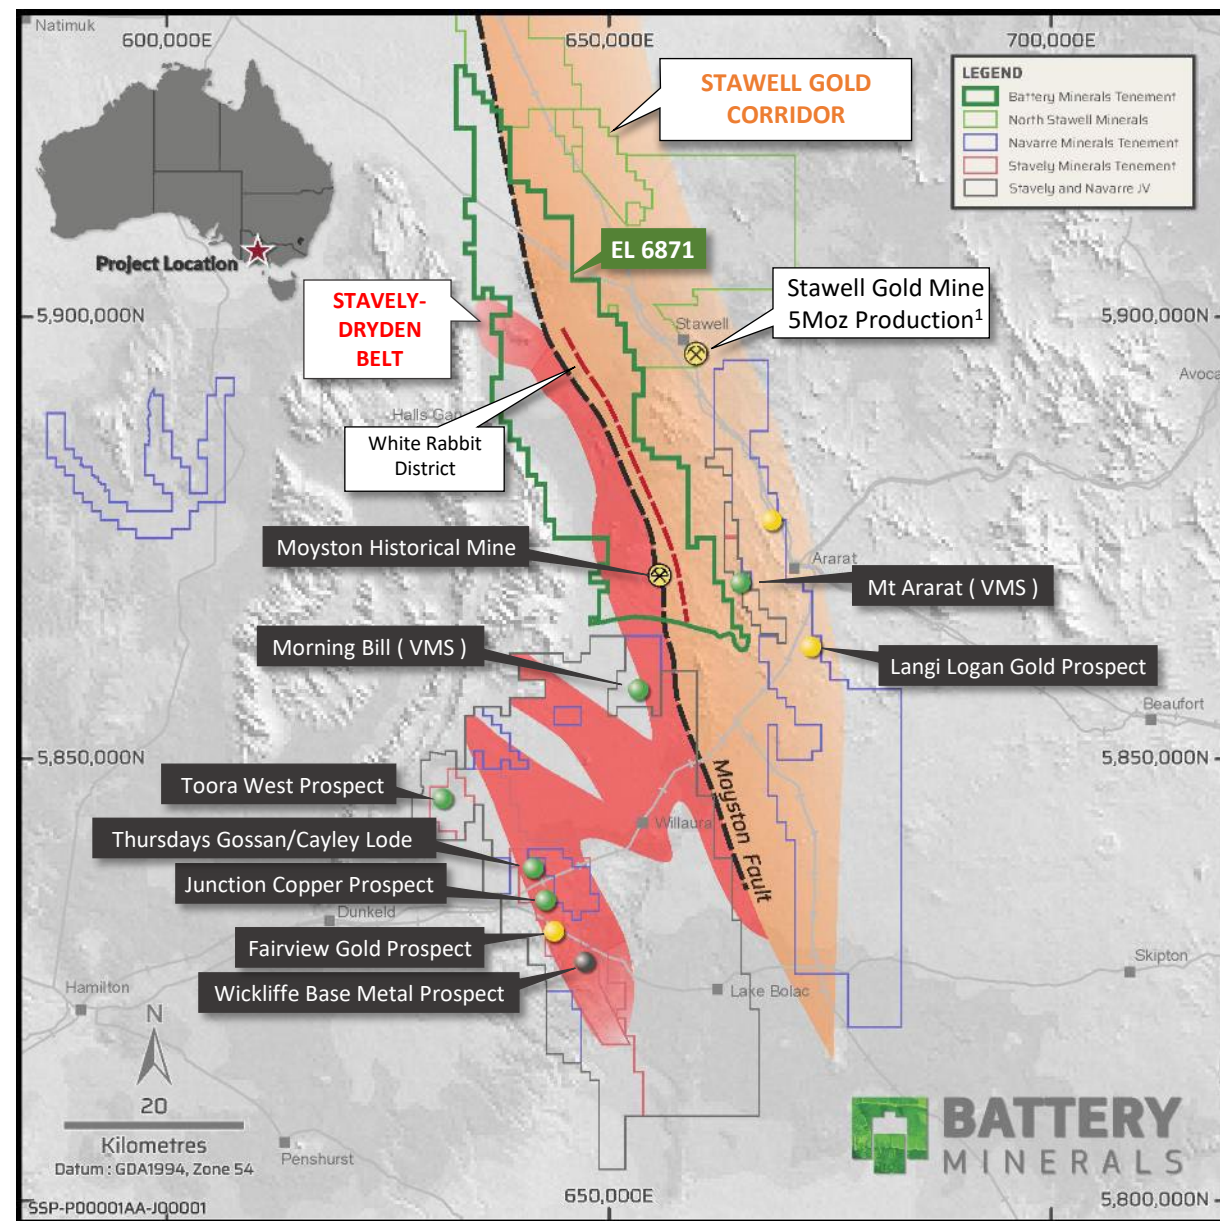 Natimuk
600,000E
650,000E
700,000E
LEGEND
Battery Minerals Tenement
North Stawell Minerals
Navarre Minerals Tenement
Stavely Minerals Tenement
Stavely and Navarre JV
STAWELL GOLD
CORRIDOR
Project Location
EL 6871
Stawell Gold Mine
5Moz Production¹
STAVELY-
DRYDEN
BELT
5,900,000N
5,900,000N
Stawell
Avoca
Halls Gap
White Rabbit
District
Moyston Historical Mine
Ararat
Mt Ararat ( VMS )
Morning Bill ( VMS )
Langi Logan Gold Prospect
Beaufort
5,850,000N
5,850,000N
Moyston Fault
Toora West Prospect
Willaura
Thursdays Gossan/Cayley Lode
Junction Copper Prospect
Dunkeld
Fairview Gold Prospect
Skipton
Wickliffe Base Metal Prospect
Lake Bolac
Hamilton
N
20
Kilometres
Datum : GDA1994, Zone 54
Penshurst
BATTERY
MINERALS
SSP-P00001AA-J00001
650,000E
5,800,000N